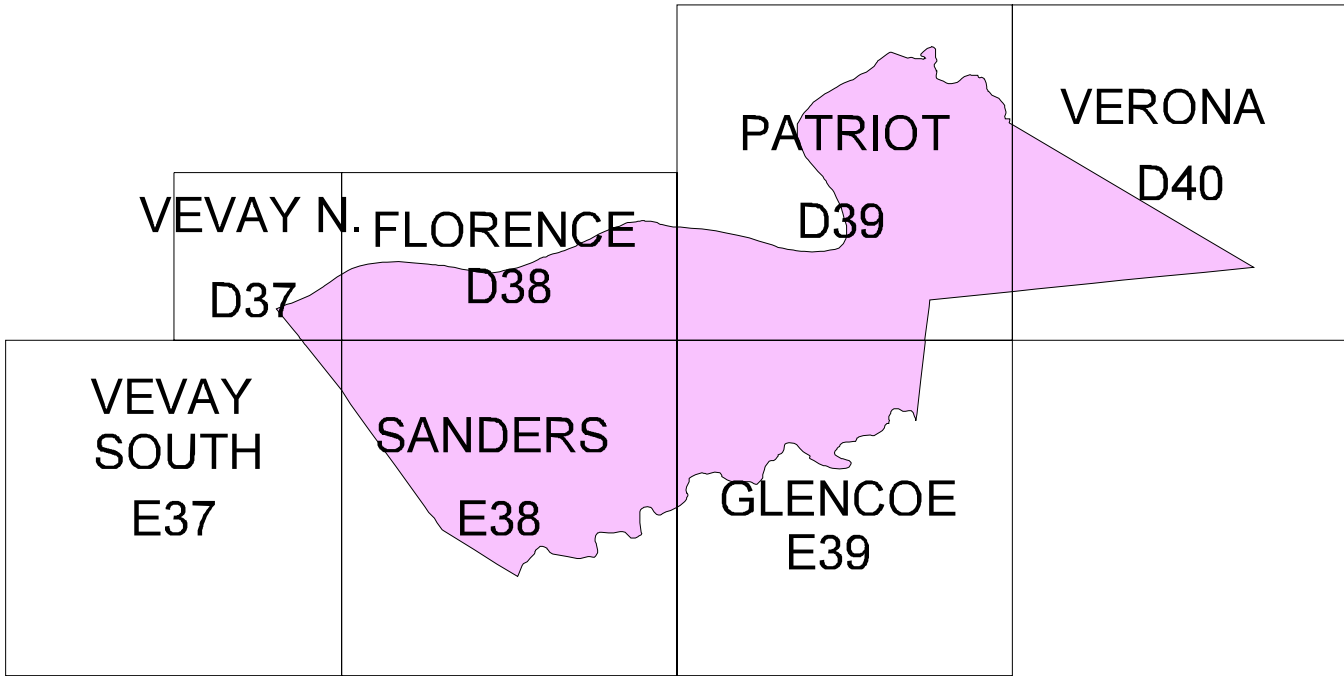 PATRIOT
D39
VERONA
D40
VEVAY N.
D37
FLORENCE
D38
VEVAY
SOUTH
E37
SANDERS
E38
GLENCOE
E39